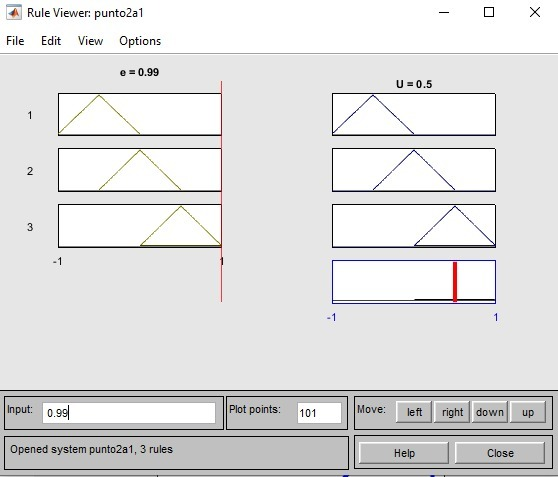 Rule Viewer: punto2a1
File Edit View Options
e = 0.99
U = 0.5
1
2
3
-1 1
-1 1
Input: 0.99 Plot points: 101 Move: left right down up
Opened system punto2a1, 3 rules
Help Close